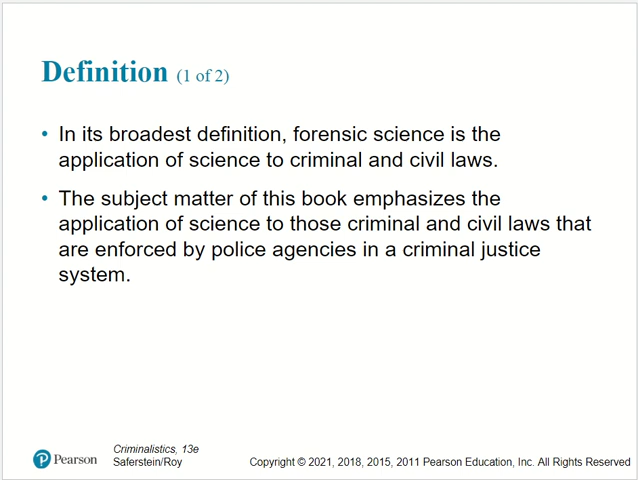 Definition (1 of 2)
• In its broadest definition, forensic science is the
application of science to criminal and civil laws.
• The subject matter of this book emphasizes the
application of science to those criminal and civil laws that
are enforced by police agencies in a criminal justice
system.
Pearson
Criminalistics, 13e
Saferstein/Roy
Copyright © 2021, 2018, 2015, 2011 Pearson Education, Inc. All Rights Reserved